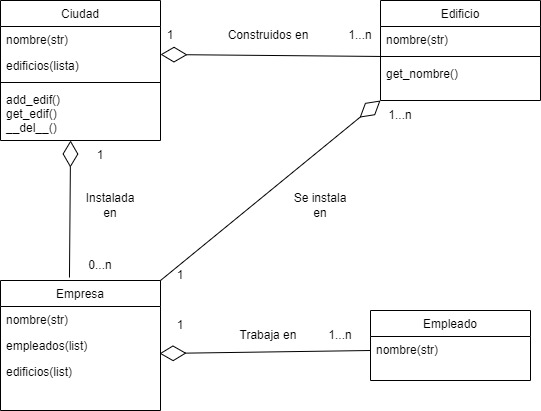 Ciudad
nombre(str)
edificios(lista)
add_edif()
get_edif()
__del__()
1
Construidos en
1...n
Edificio
nombre(str)
get_nombre()
1...n
1
Instalada
en
0...n
Se instala
en
1
Empresa
nombre(str)
empleados(list)
edificios(list)
1
Trabaja en
1...n
Empleado
nombre(str)